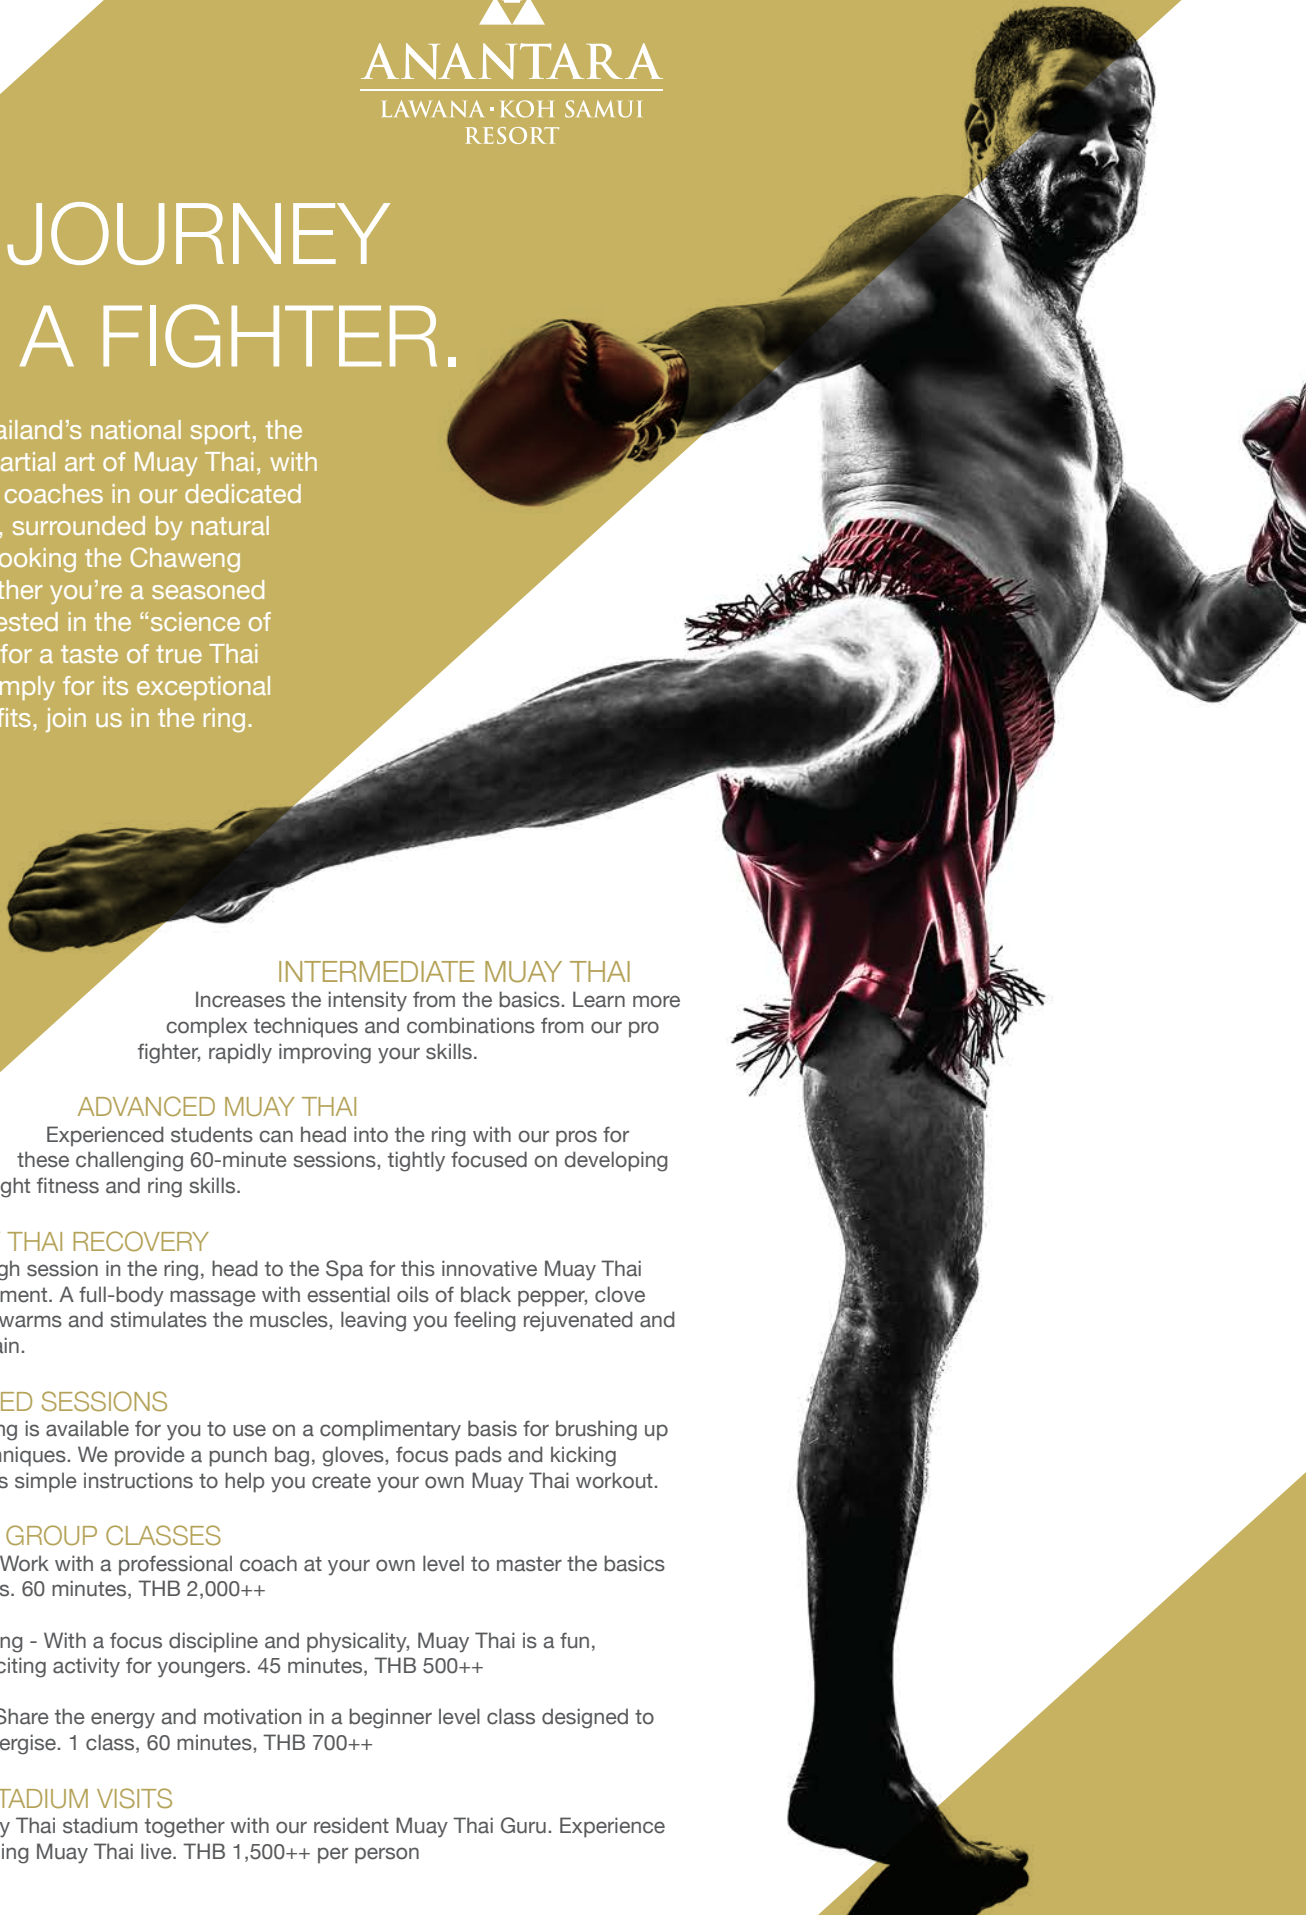 ANANTARA
LAWANA · KOH SAMUI
RESORT
JOURNEY
A FIGHTER.
ailand’s national sport, the
artial art of Muay Thai, with
coaches in our dedicated
, surrounded by natural
ooking the Chaweng
ther you’re a seasoned
ested in the “science of
for a taste of true Thai
mply for its exceptional
fits, join us in the ring.
INTERMEDIATE MUAY THAI
Increases the intensity from the basics. Learn more
complex techniques and combinations from our pro
fighter, rapidly improving your skills.
ADVANCED MUAY THAI
Experienced students can head into the ring with our pros for
these challenging 60-minute sessions, tightly focused on developing
ght fitness and ring skills.
THAI RECOVERY
gh session in the ring, head to the Spa for this innovative Muay Thai
ment. A full-body massage with essential oils of black pepper, clove
warms and stimulates the muscles, leaving you feeling rejuvenated and
ain.
ED SESSIONS
ng is available for you to use on a complimentary basis for brushing up
niques. We provide a punch bag, gloves, focus pads and kicking
s simple instructions to help you create your own Muay Thai workout.
GROUP CLASSES
Work with a professional coach at your own level to master the basics
s. 60 minutes, THB 2,000++
ng - With a focus discipline and physicality, Muay Thai is a fun,
citing activity for youngers. 45 minutes, THB 500++
Share the energy and motivation in a beginner level class designed to
ergise. 1 class, 60 minutes, THB 700++
TADIUM VISITS
y Thai stadium together with our resident Muay Thai Guru. Experience
ing Muay Thai live. THB 1,500++ per person